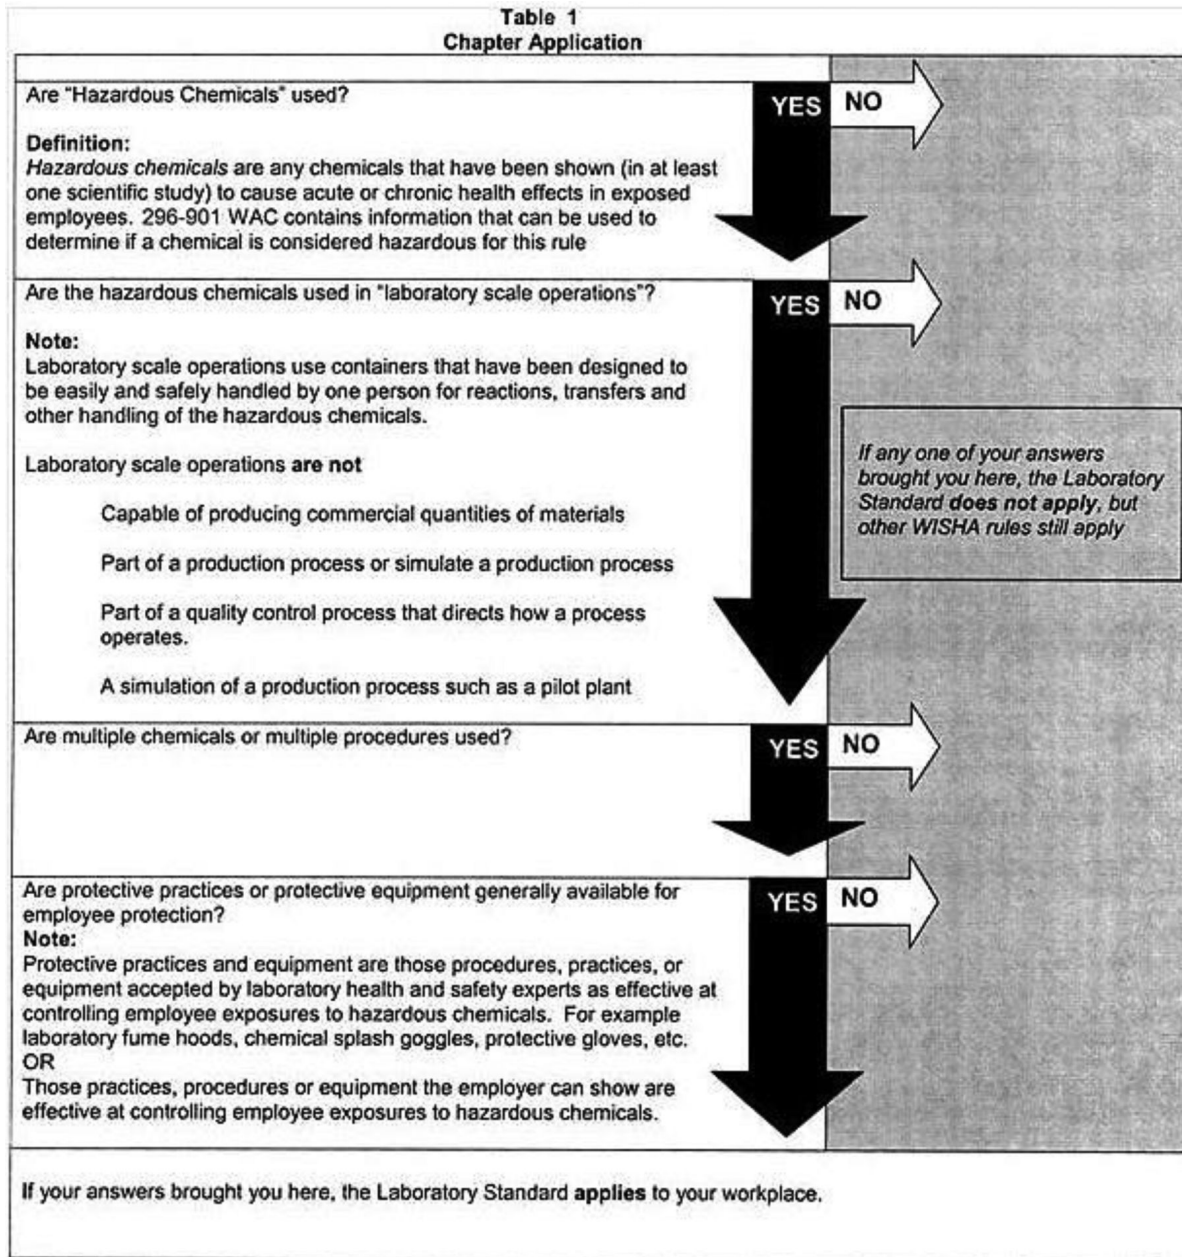 Table 1
Chapter Application
Are "Hazardous Chemicals" used?
YES
NO
Definition:
Hazardous chemicals are any chemicals that have been shown (in at least
one scientific study) to cause acute or chronic health effects in exposed
employees. 296-901 WAC contains information that can be used to
determine if a chemical is considered hazardous for this rule
Are the hazardous chemicals used in "laboratory scale operations"?
YES
NO
Note:
Laboratory scale operations use containers that have been designed to
be easily and safely handled by one person for reactions, transfers and
other handling of the hazardous chemicals.
Laboratory scale operations are not
Capable of producing commercial quantities of materials
Part of a production process or simulate a production process
Part of a quality control process that directs how a process
operates.
A simulation of a production process such as a pilot plant
If any one of your answers
brought you here, the Laboratory
Standard does not apply, but
other WISHA rules still apply
Are multiple chemicals or multiple procedures used?
YES
NO
Are protective practices or protective equipment generally available for
employee protection?
YES
NO
Note:
Protective practices and equipment are those procedures, practices, or
equipment accepted by laboratory health and safety experts as effective at
controlling employee exposures to hazardous chemicals. For example
laboratory fume hoods, chemical splash goggles, protective gloves, etc.
OR
Those practices, procedures or equipment the employer can show are
effective at controlling employee exposures to hazardous chemicals.
If your answers brought you here, the Laboratory Standard applies to your workplace.